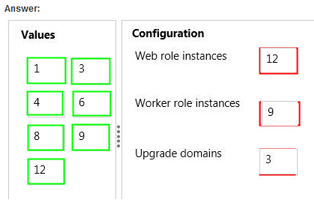 Answer:
Values
Configuration
1 3
4 6
8 9
12
Web role instances 12
Worker role instances 9
Upgrade domains 3